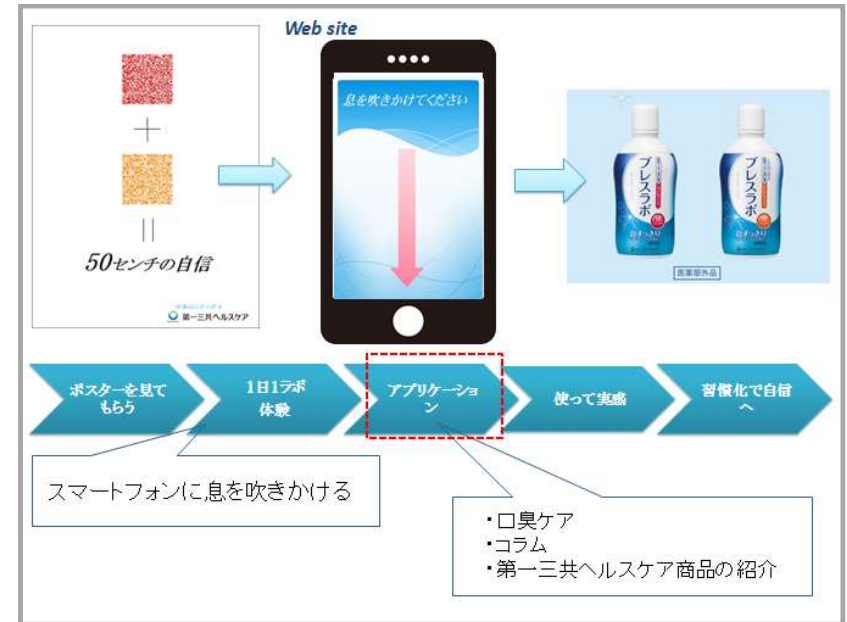 Web site
+
||
50センチの自信
第一三共ヘルスケア
息を吹きかけてください
ブレスラボ
ブレスラボ
医薬部外品
ポスターを見て
もらう
1日1ラボ
体験
アプリケーショ
ン
使って実感
習慣化で自信
へ
スマートフォンに息を吹きかける
・口臭ケア
・コラム
・第一三共ヘルスケア商品の紹介